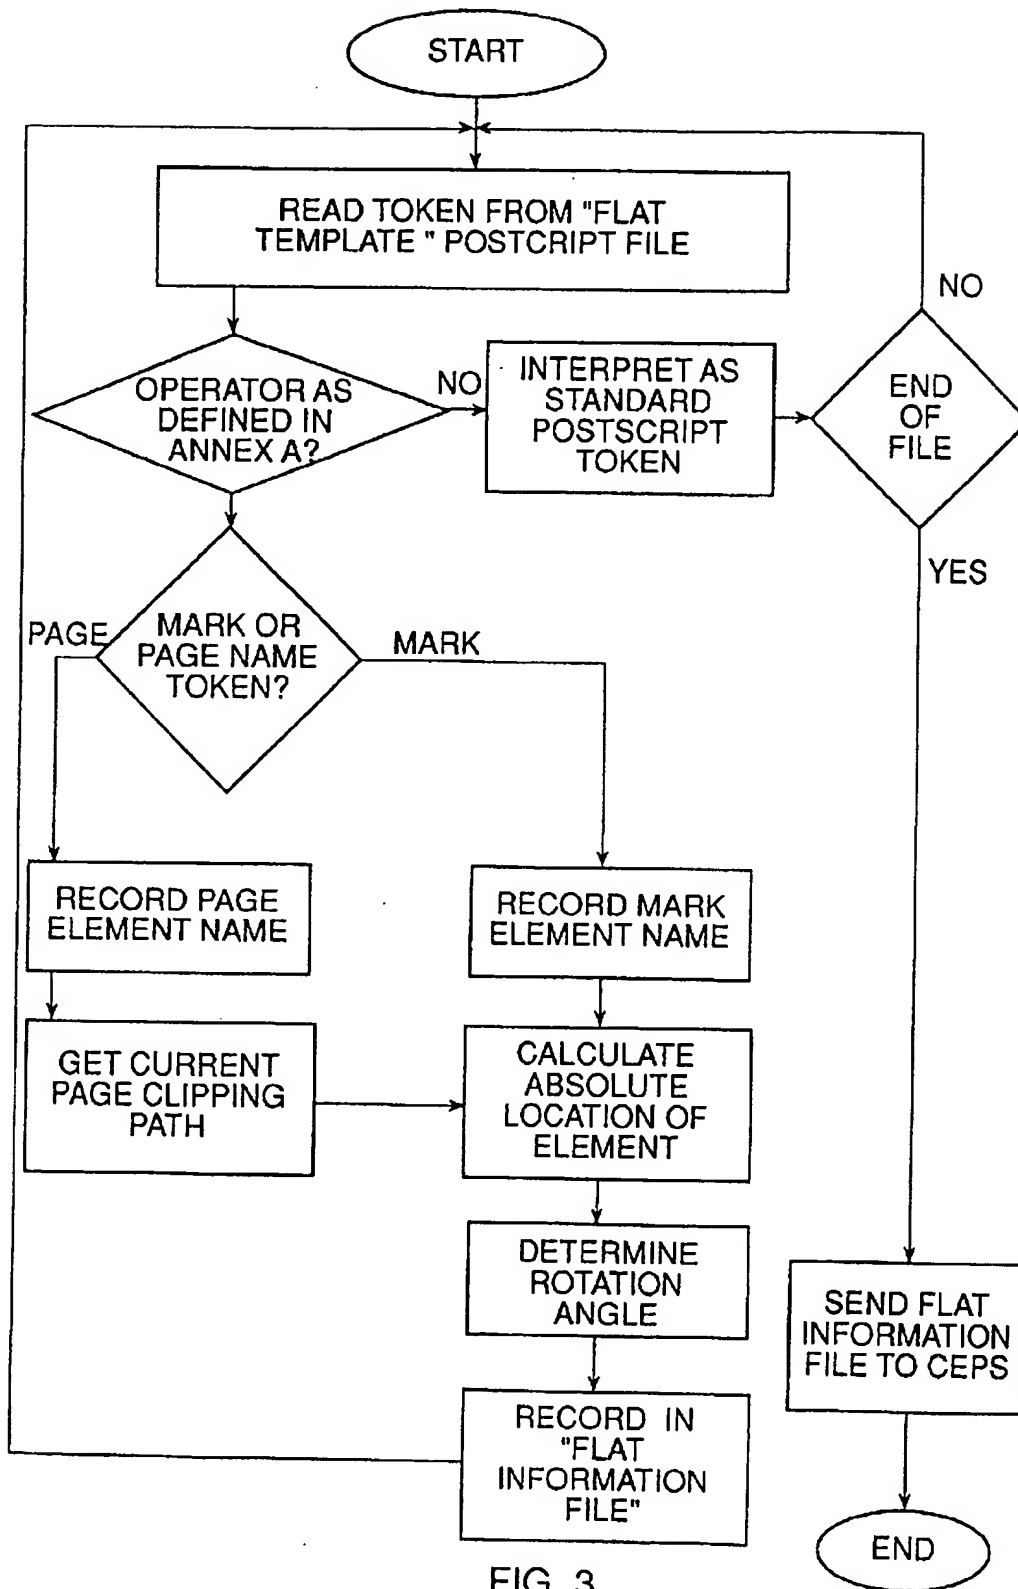 START
READ TOKEN FROM "FLAT
TEMPLATE " POSTCRIPT FILE
NO
OPERATOR AS
DEFINED IN
ANNEX A?
NO
INTERPRET AS
STANDARD
POSTSCRIPT
TOKEN
END
OF
FILE
YES
MARK OR
PAGE NAME
TOKEN?
PAGE
MARK
RECORD PAGE
ELEMENT NAME
RECORD MARK
ELEMENT NAME
GET CURRENT
PAGE CLIPPING
PATH
CALCULATE
ABSOLUTE
LOCATION OF
ELEMENT
DETERMINE
ROTATION
ANGLE
SEND FLAT
INFORMATION
FILE TO CEPS
RECORD IN
"FLAT
INFORMATION
FILE"
END
FIG. 3